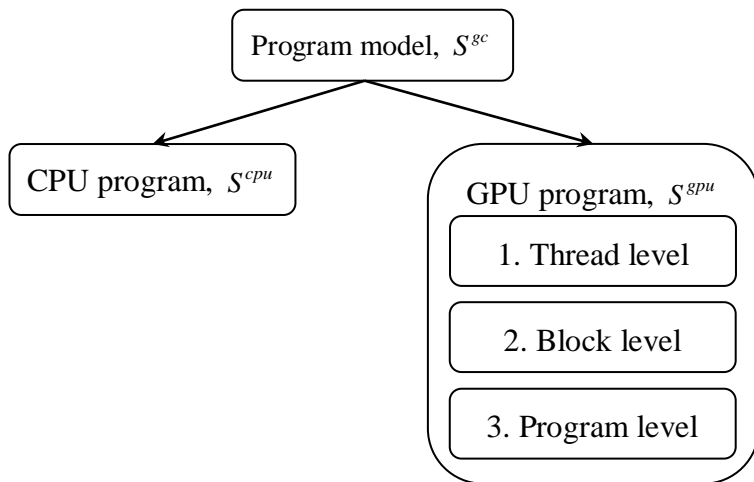 Program model, S^gc
CPU program, S^cpu
GPU program, S^gpu
1. Thread level
2. Block level
3. Program level